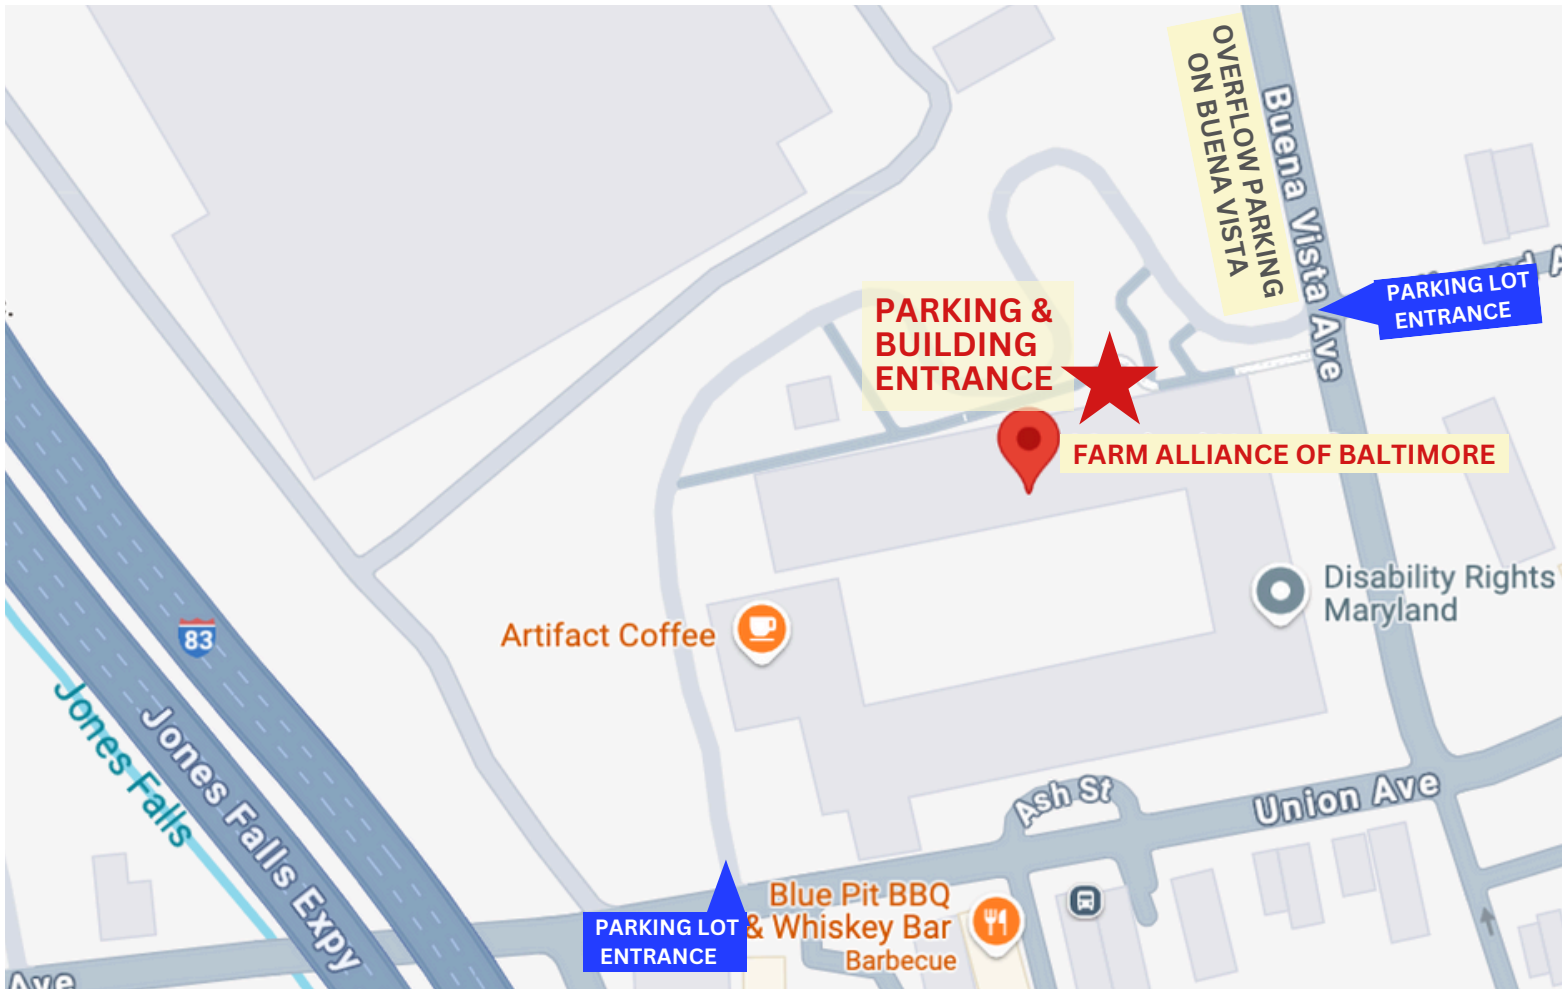 OVERFLOW PARKING
ON BUENA VISTA
Buena Vista Ave
PARKING LOT
ENTRANCE
PARKING &
BUILDING
ENTRANCE
FARM ALLIANCE OF BALTIMORE
Disability Rights
Maryland
Artifact Coffee
83
Jones Falls
Jones Falls Expy
Ash St
Union Ave
Blue Pit BBQ
& Whiskey Bar
Barbecue
PARKING LOT
ENTRANCE
Ave